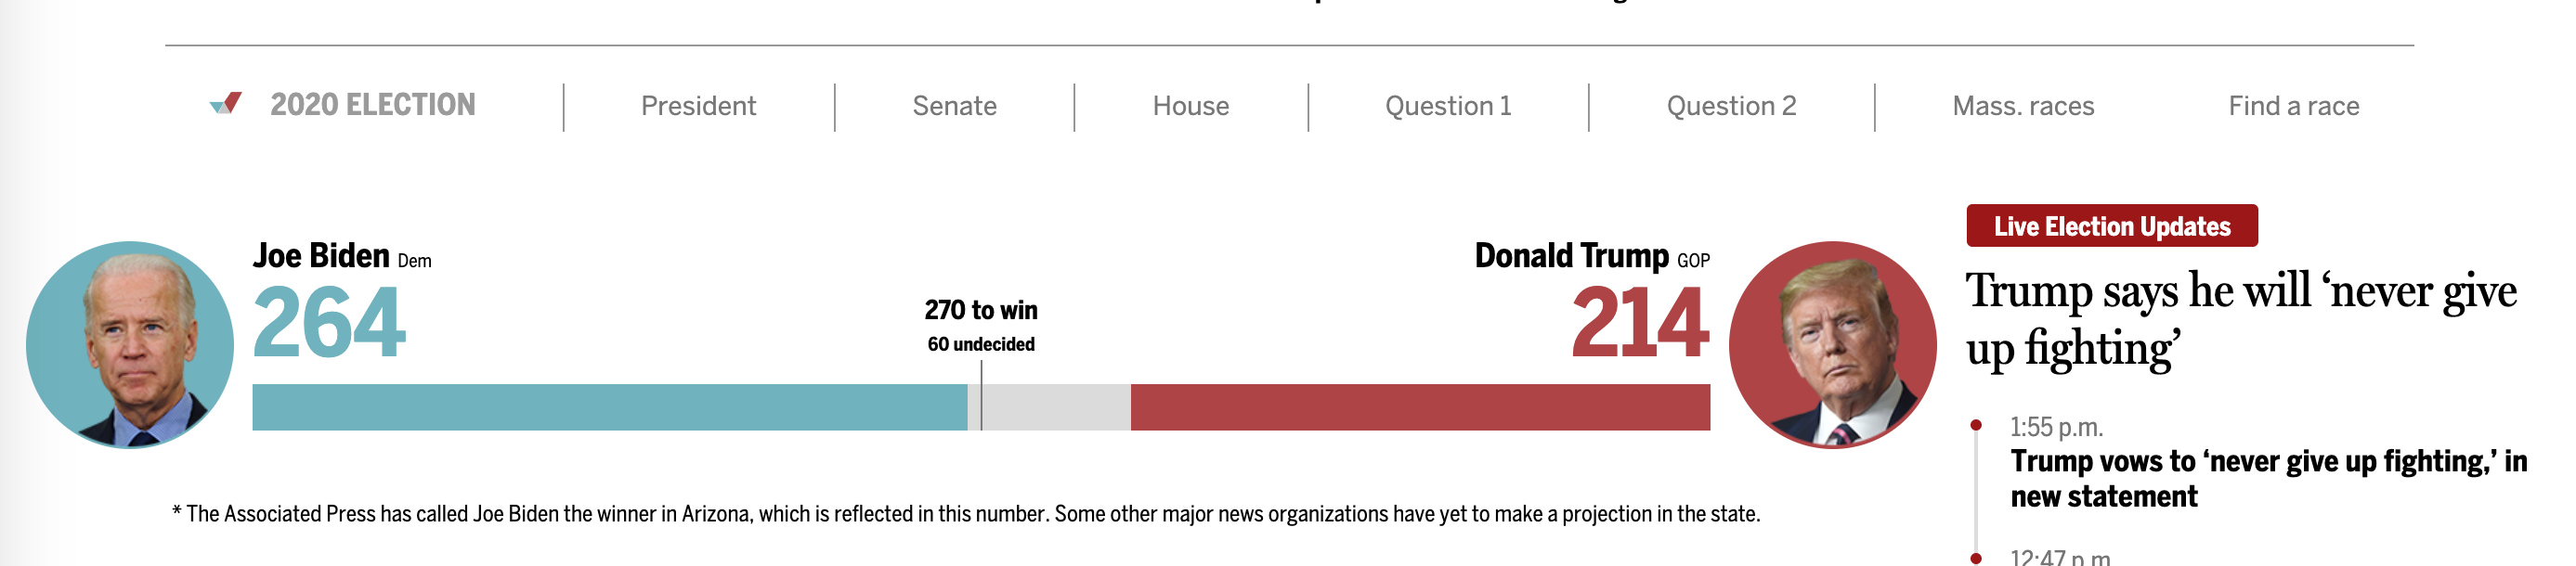 2020 ELECTION
President
Senate
House
Question 1
Question 2
Mass. races
Find a race
Joe Biden Dem
264
270 to win
60 undecided
Donald Trump GOP
214
* The Associated Press has called Joe Biden the winner in Arizona, which is reflected in this number. Some other major news organizations have yet to make a projection in the state.
Live Election Updates
Trump says he will ‘never give
up fighting’
1:55 p.m.
Trump vows to ‘never give up fighting,’ in
new statement
12:47 p.m.